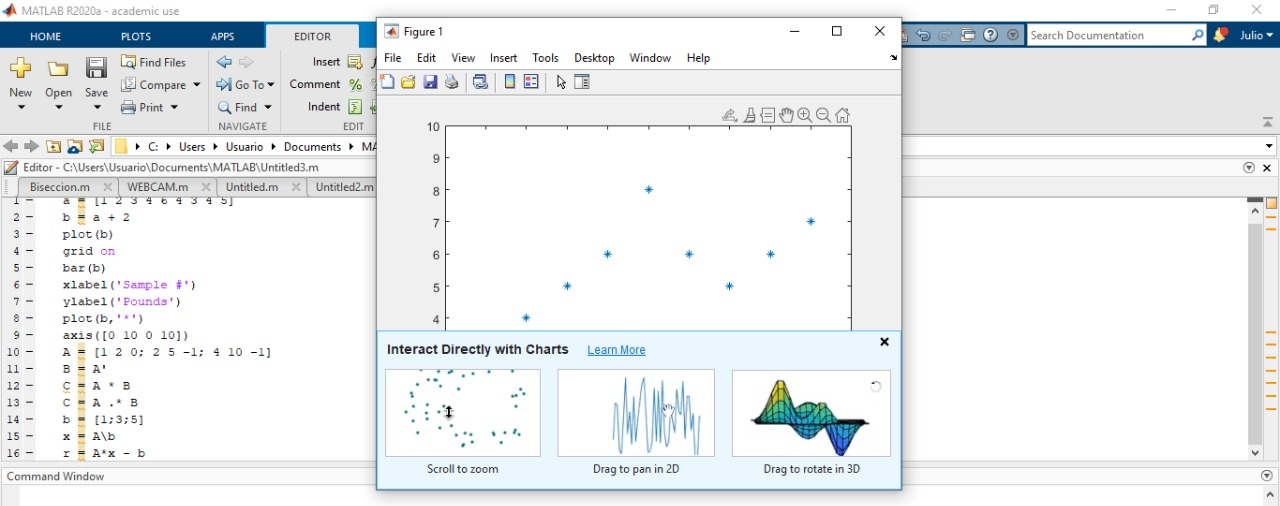 MATLAB R2020a - academic use
HOME PLOTS APPS EDITOR
Search Documentation
Julio
New
Open
Save
Find Files
Compare
Print
FILE
Go To
Find
NAVIGATE
Insert
Comment
Indent
EDIT
C: Users Usuario Documents MA
Editor - C:\Users\Usuario\Documents\MATLAB\Untitled3.m
Biseccion.m WEBCAM.m Untitled.m Untitled2.m
1 - a = [1 2 3 4 6 4 3 4 5]
2 - b = a + 2
3 - plot(b)
4 - grid on
5 - bar(b)
6 - xlabel('Sample #')
7 - ylabel('Pounds')
8 - plot(b,'*')
9 - axis([0 10 0 10])
10 - A = [1 2 0; 2 5 -1; 4 10 -1]
11 - B = A'
12 - C = A * B
13 - C = A .* B
14 - b = [1;3;5]
15 - x = A\b
16 - r = A*x - b
Command Window
Figure 1
File Edit View Insert Tools Desktop Window Help
10
9
8
7
6
5
4
Interact Directly with Charts Learn More
Scroll to zoom
Drag to pan in 2D
Drag to rotate in 3D